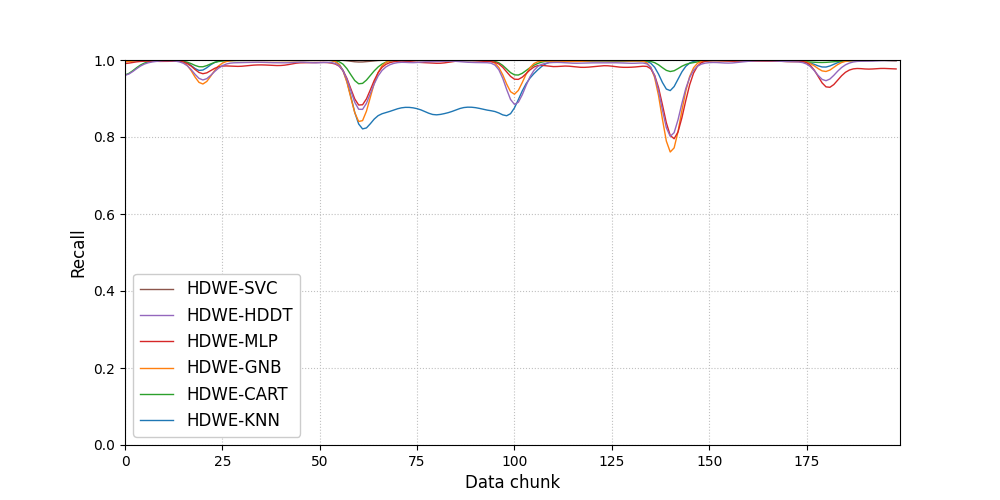 1.0
0.8
0.6
0.4
0.2
0.0
Recall
HDWE-SVC
HDWE-HDDT
HDWE-MLP
HDWE-GNB
HDWE-CART
HDWE-KNN
0 25 50 75 100 125 150 175
Data chunk